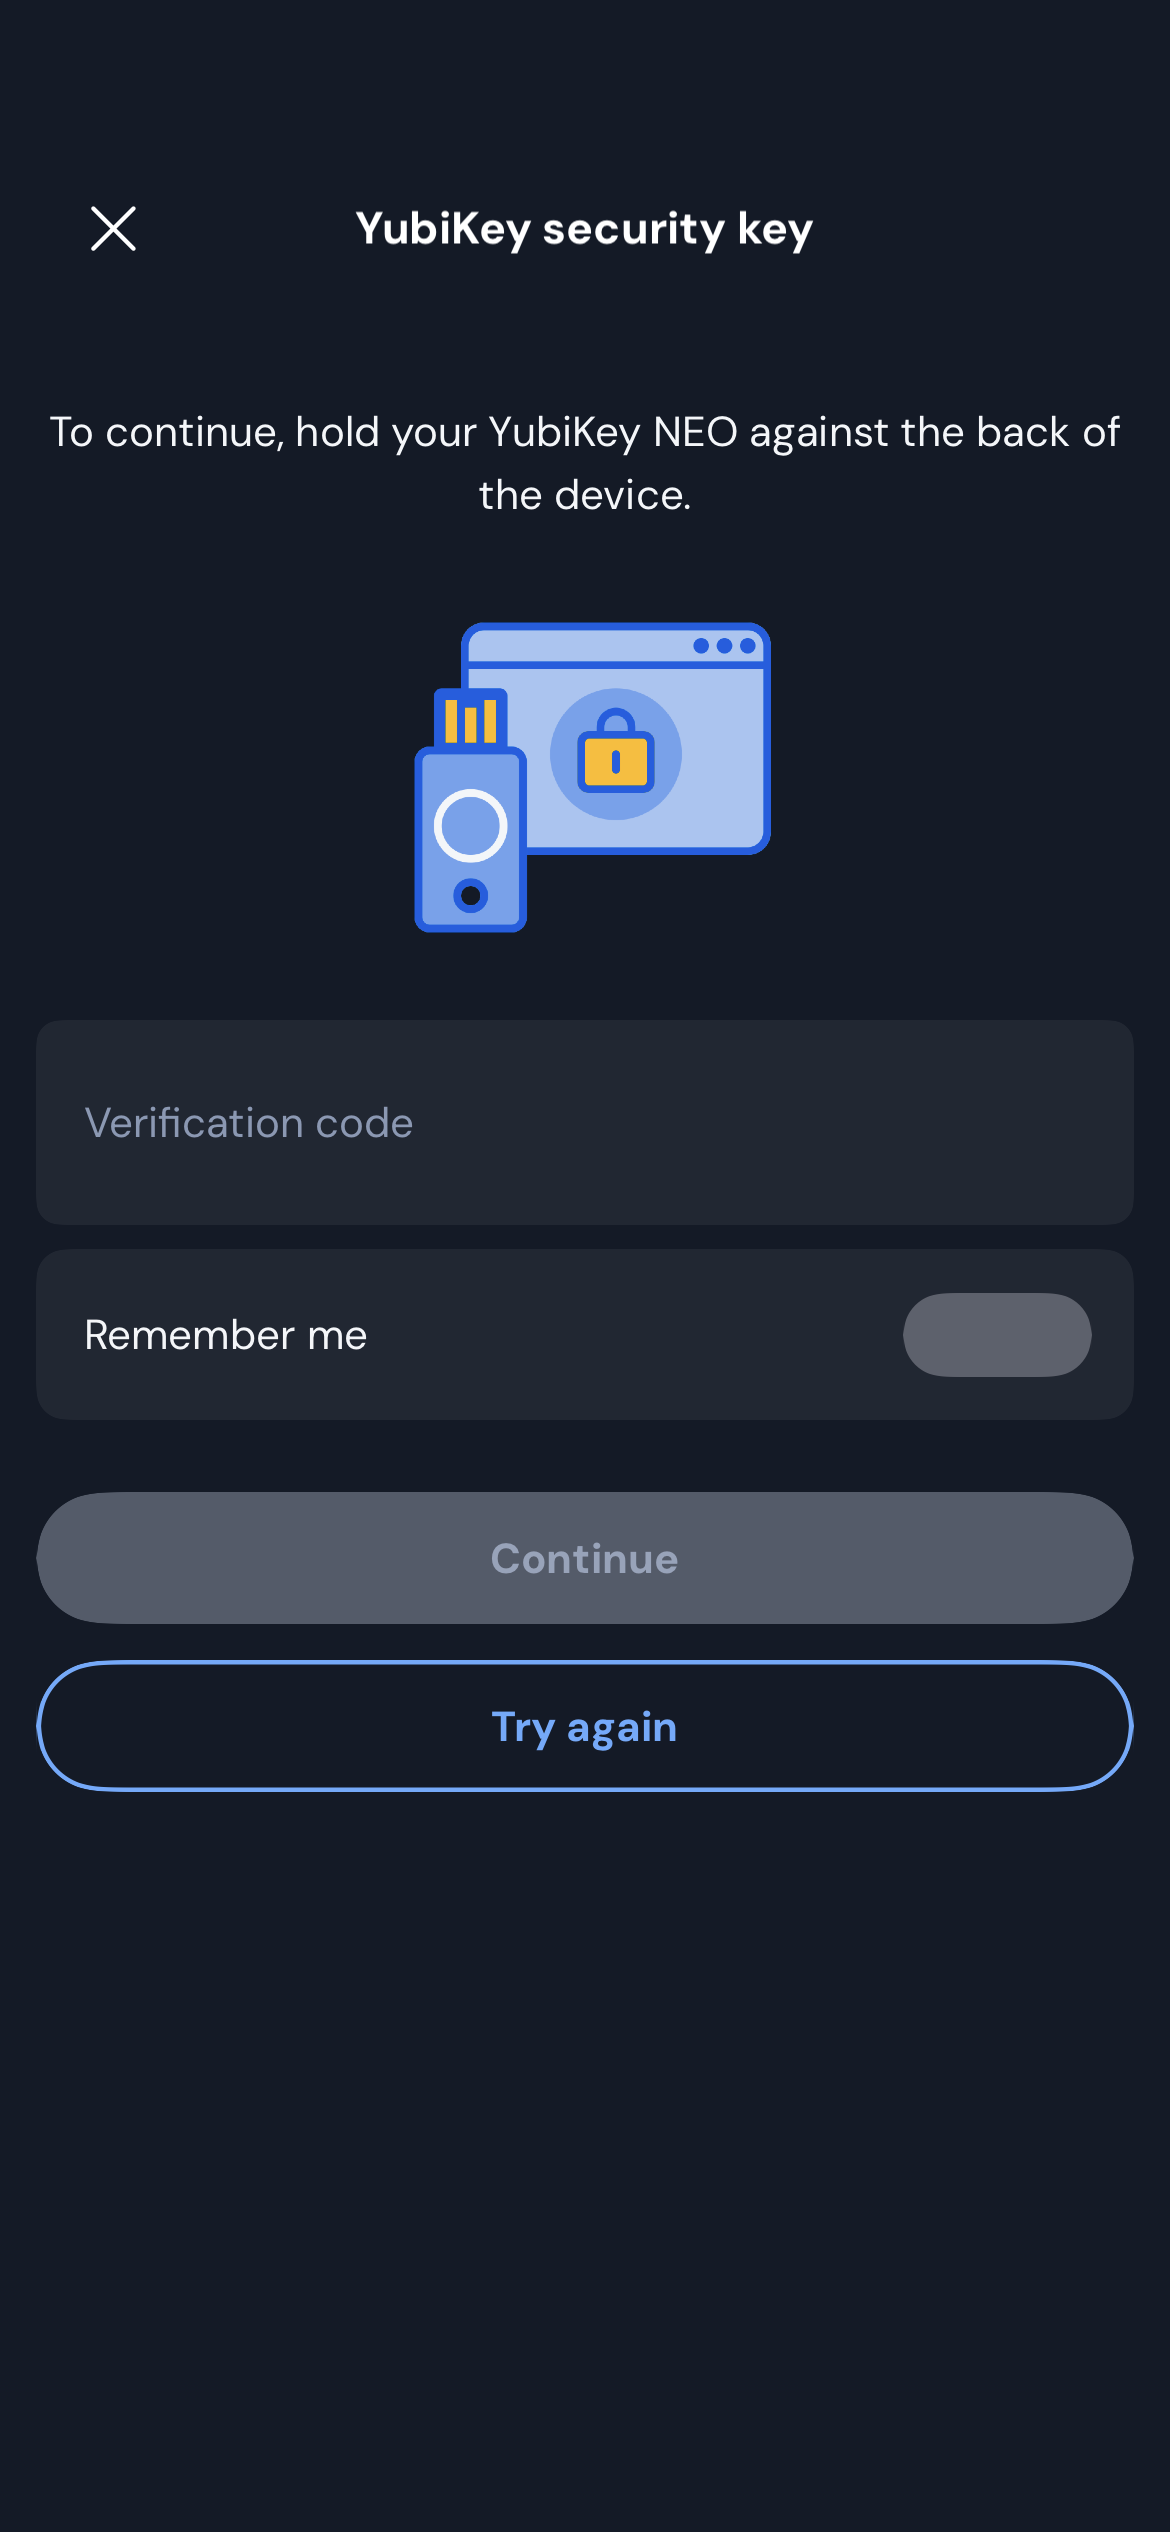 YubiKey security key
To continue, hold your YubiKey NEO against the back of
the device.
Verification code
Remember me
Continue
Try again